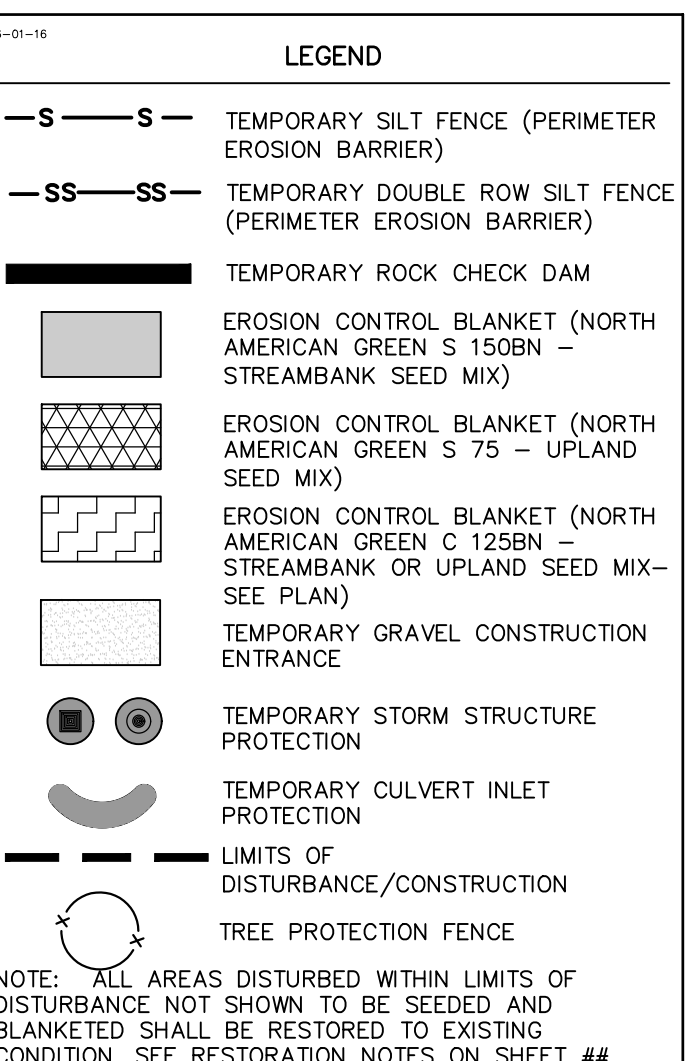 6-01-16
LEGEND
S S TEMPORARY SILT FENCE (PERIMETER
EROSION BARRIER)
SS SS TEMPORARY DOUBLE ROW SILT FENCE
(PERIMETER EROSION BARRIER)
TEMPORARY ROCK CHECK DAM
EROSION CONTROL BLANKET (NORTH
AMERICAN GREEN S 150BN –
STREAMBANK SEED MIX)
EROSION CONTROL BLANKET (NORTH
AMERICAN GREEN S 75 – UPLAND
SEED MIX)
EROSION CONTROL BLANKET (NORTH
AMERICAN GREEN C 125BN –
STREAMBANK OR UPLAND SEED MIX–
SEE PLAN)
TEMPORARY GRAVEL CONSTRUCTION
ENTRANCE
TEMPORARY STORM STRUCTURE
PROTECTION
TEMPORARY CULVERT INLET
PROTECTION
LIMITS OF
DISTURBANCE/CONSTRUCTION
TREE PROTECTION FENCE
NOTE: ALL AREAS DISTURBED WITHIN LIMITS OF
DISTURBANCE NOT SHOWN TO BE SEEDED AND
BLANKETED SHALL BE RESTORED TO EXISTING
CONDITION. SEE RESTORATION NOTES ON SHEET ##